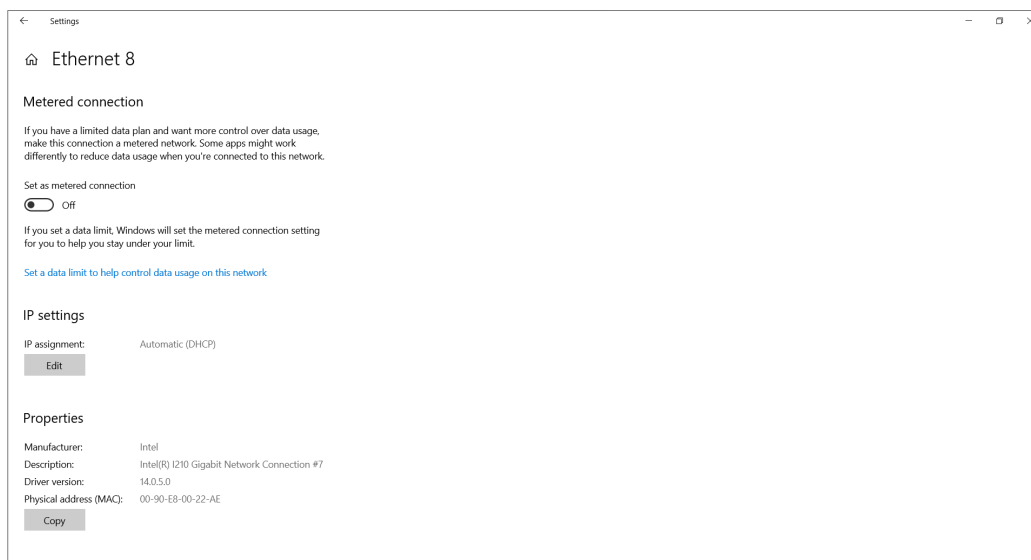 Settings
Ethernet 8
Metered connection
If you have a limited data plan and want more control over data usage,
make this connection a metered network. Some apps might work
differently to reduce data usage when you're connected to this network.
Set as metered connection
Off
If you set a data limit, Windows will set the metered connection setting
for you to help you stay under your limit.
Set a data limit to help control data usage on this network
IP settings
IP assignment: Automatic (DHCP)
Edit
Properties
Manufacturer: Intel
Description: Intel(R) I210 Gigabit Network Connection #7
Driver version: 14.0.5.0
Physical address (MAC): 00-90-E8-00-22-AE
Copy